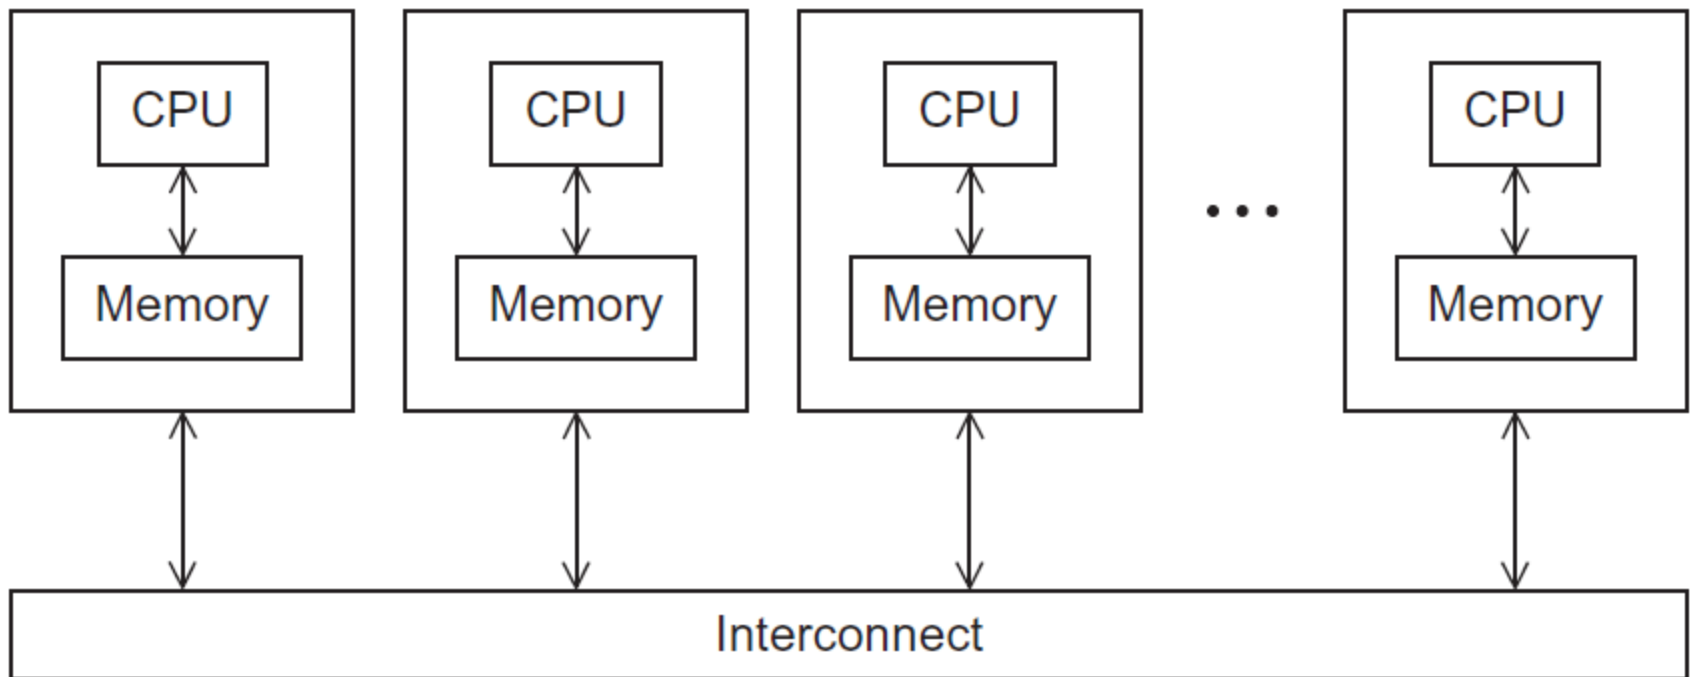 CPU CPU CPU CPU
Memory Memory Memory ... Memory
Interconnect